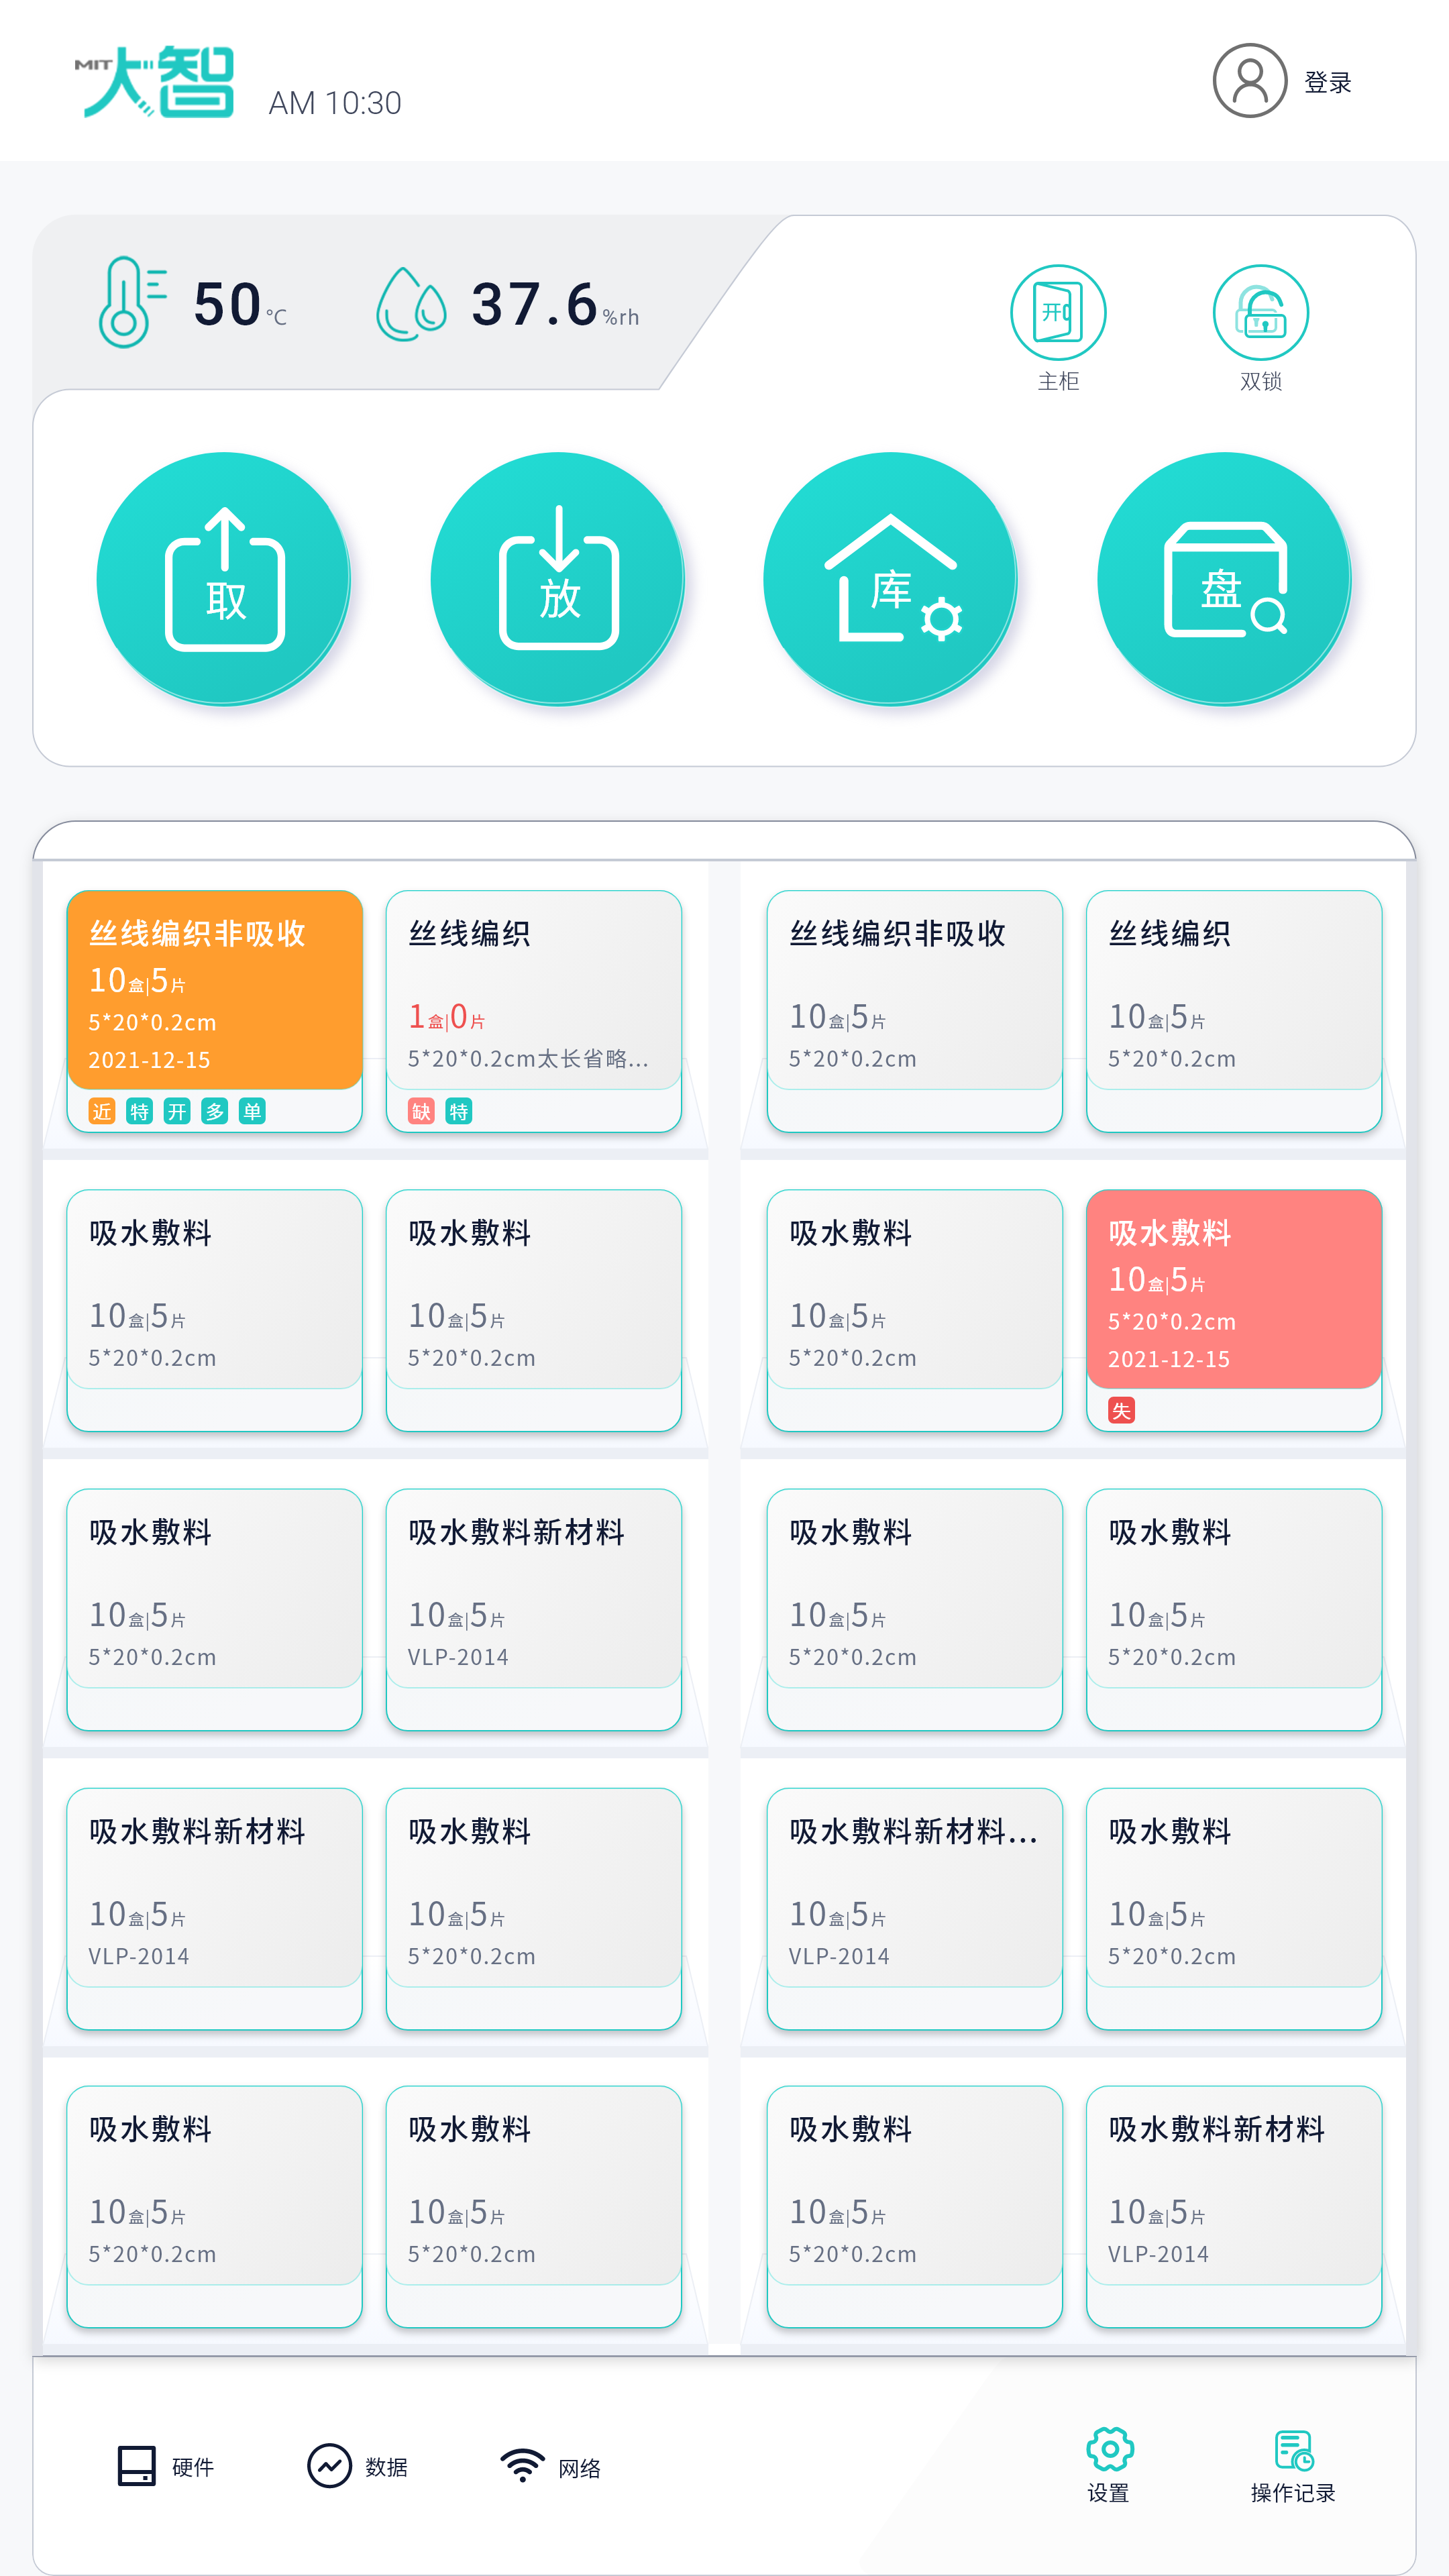 MIT大智
AM 10:30
登录
50°C
37.6%rh
开
主柜
双锁
取
放
库
盘
丝线编织非吸收
10盒|5片
5*20*0.2cm
2021-12-15
近 特 开 多 单
丝线编织
1盒|0片
5*20*0.2cm太长省略...
缺 特
丝线编织非吸收
10盒|5片
5*20*0.2cm
丝线编织
10盒|5片
5*20*0.2cm
吸水敷料
10盒|5片
5*20*0.2cm
吸水敷料
10盒|5片
5*20*0.2cm
吸水敷料
10盒|5片
5*20*0.2cm
吸水敷料
10盒|5片
5*20*0.2cm
2021-12-15
失
吸水敷料
10盒|5片
5*20*0.2cm
吸水敷料新材料
10盒|5片
VLP-2014
吸水敷料
10盒|5片
5*20*0.2cm
吸水敷料
10盒|5片
5*20*0.2cm
吸水敷料新材料
10盒|5片
VLP-2014
吸水敷料
10盒|5片
5*20*0.2cm
吸水敷料新材料...
10盒|5片
VLP-2014
吸水敷料
10盒|5片
5*20*0.2cm
吸水敷料
10盒|5片
5*20*0.2cm
吸水敷料
10盒|5片
5*20*0.2cm
吸水敷料
10盒|5片
5*20*0.2cm
吸水敷料新材料
10盒|5片
VLP-2014
硬件
数据
网络
设置
操作记录